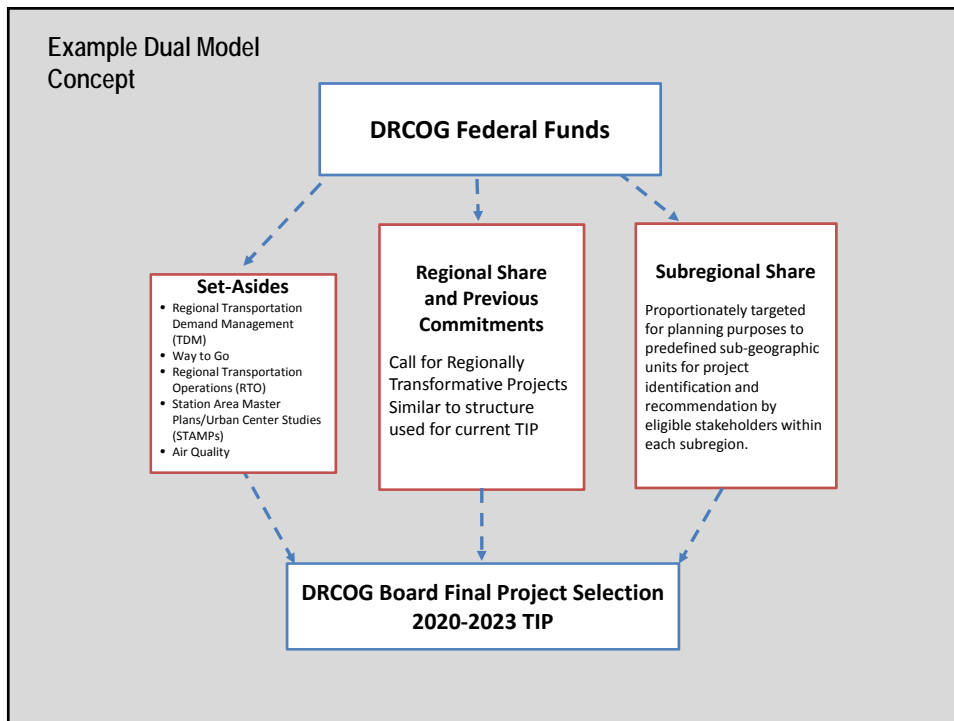 Example Dual Model
Concept
DRCOG Federal Funds
Set-Asides
• Regional Transportation
Demand Management
(TDM)
• Way to Go
• Regional Transportation
Operations (RTO)
• Station Area Master
Plans/Urban Center Studies
(STAMPs)
• Air Quality
Regional Share
and Previous
Commitments
Call for Regionally
Transformative Projects
Similar to structure
used for current TIP
Subregional Share
Proportionately targeted
for planning purposes to
predefined sub-geographic
units for project
identification and
recommendation by
eligible stakeholders within
each subregion.
DRCOG Board Final Project Selection
2020-2023 TIP